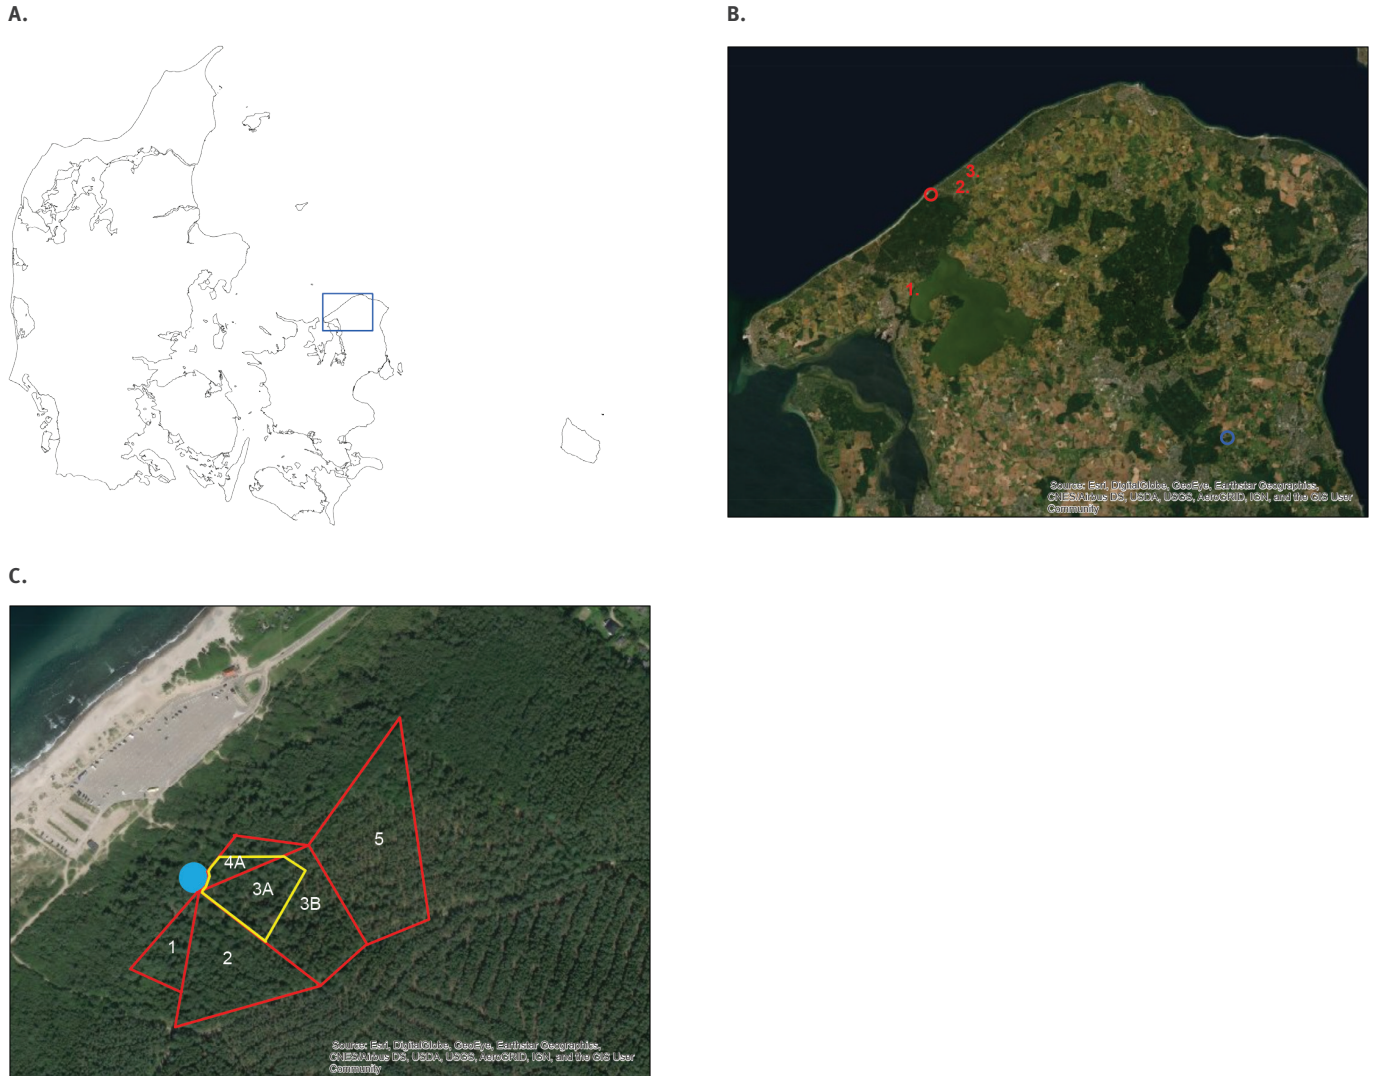 A.
B.
3.
2.
1.
Source: Esri, DigitalGlobe, GeoEye, Earthstar Geographics,
CNES/Airbus DS, USDA, USGS, AeroGRID, IGN, and the GIS User
Community
C.
5
4A
3A
3B
1
2
Source: Esri, DigitalGlobe, GeoEye, Earthstar Geographics,
CNES/Airbus DS, USDA, USGS, AeroGRID, IGN, and the GIS User
Community